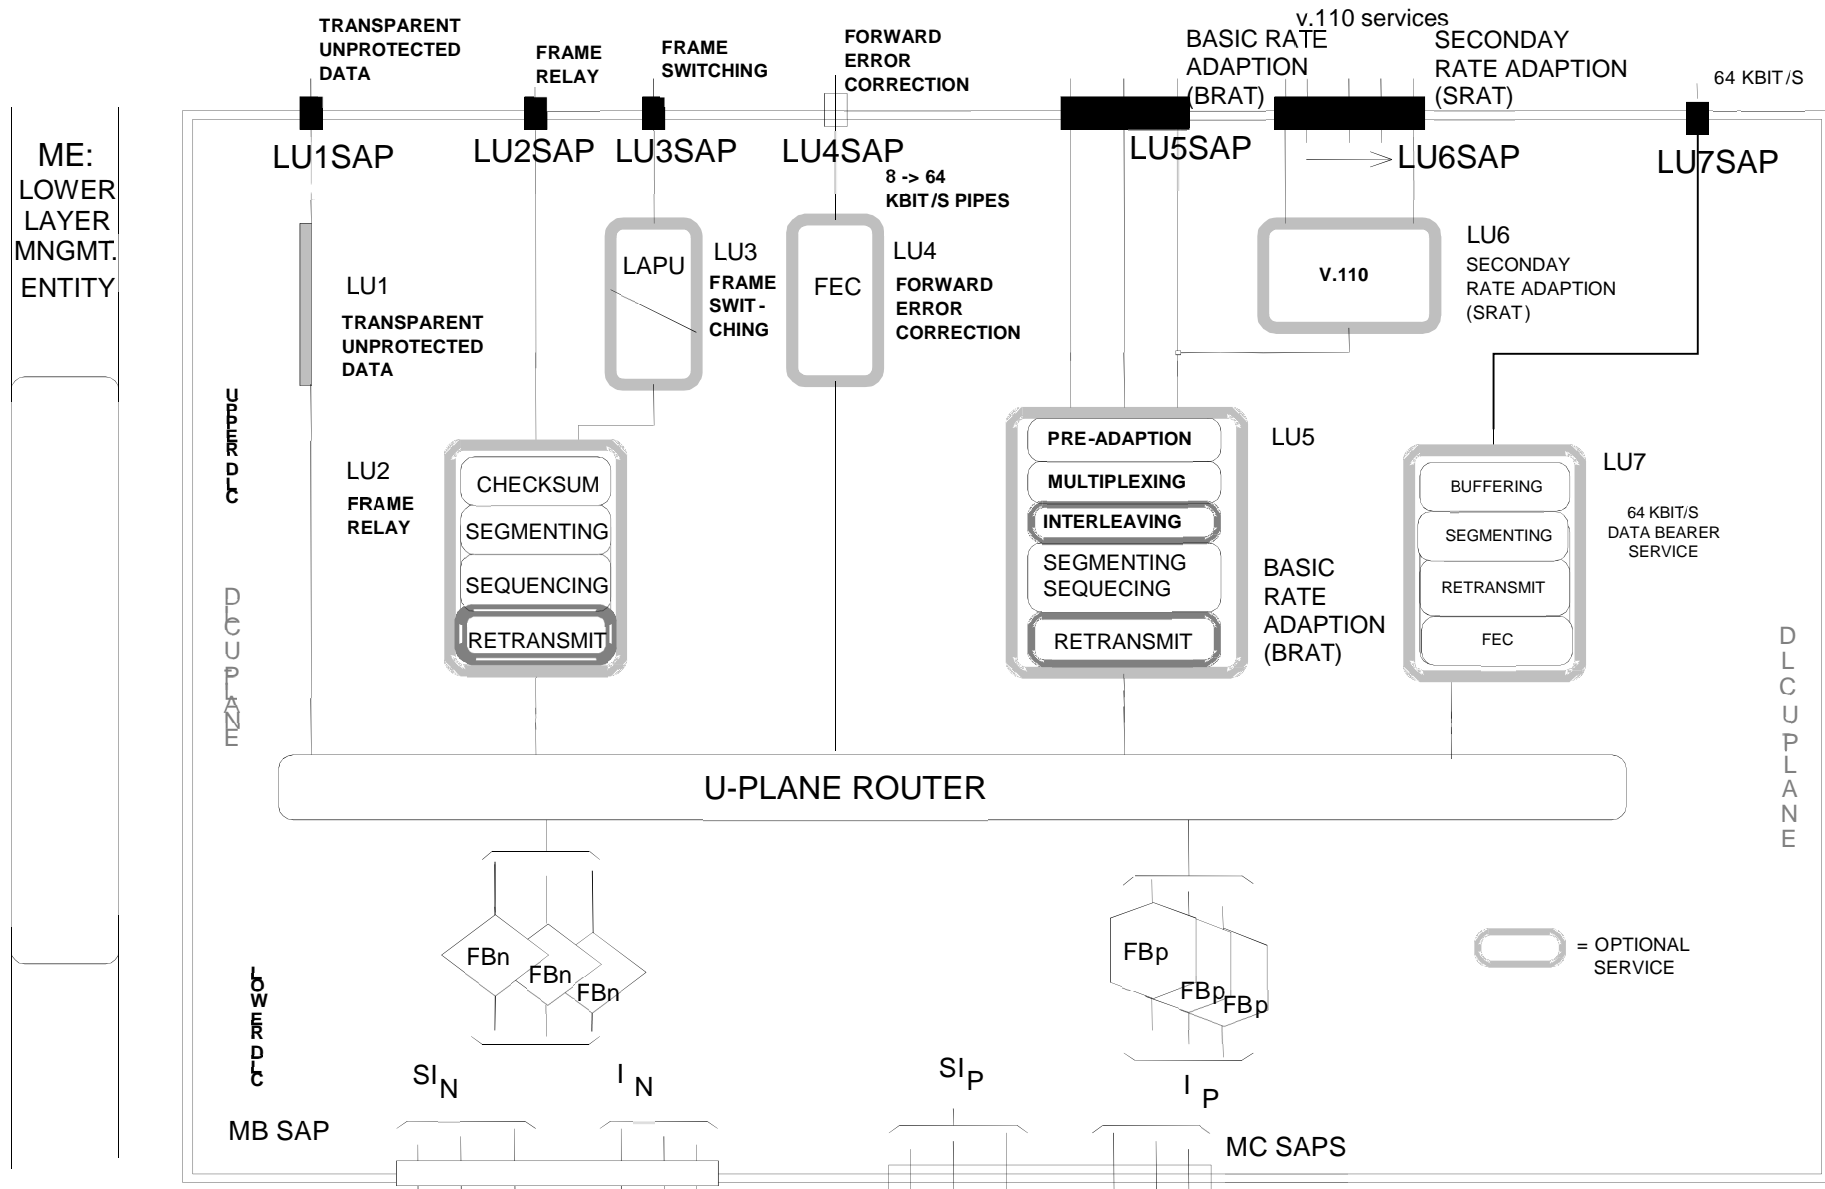 TRANSPARENT
UNPROTECTED
DATA
FRAME
RELAY
FRAME
SWITCHING
FORWARD
ERROR
CORRECTION
v.110 services
BASIC RATE
ADAPTION
(BRAT)
SECONDAY
RATE ADAPTION
(SRAT)
64 KBIT/S
ME:
LOWER
LAYER
MNGMT.
ENTITY
LU1SAP
LU2SAP
LU3SAP
LU4SAP
LU5SAP
LU6SAP
LU7SAP
8 -> 64
KBIT/S PIPES
LU1
TRANSPARENT
UNPROTECTED
DATA
LAPU
LU3
FRAME
SWIT-
CHING
FEC
LU4
FORWARD
ERROR
CORRECTION
V.110
LU6
SECONDAY
RATE ADAPTION
(SRAT)
UPPER DLC
LU2
FRAME
RELAY
CHECKSUM
SEGMENTING
SEQUENCING
RETRANSMIT
PRE-ADAPTION
MULTIPLEXING
INTERLEAVING
SEGMENTING
SEQUECING
RETRANSMIT
LU5
BASIC
RATE
ADAPTION
(BRAT)
BUFFERING
SEGMENTING
RETRANSMIT
FEC
LU7
64 KBIT/S
DATA BEARER
SERVICE
DLC U-PLANE
DLC U-PLANE
U-PLANE ROUTER
FBn
FBn
FBn
FBp
FBp
FBp
= OPTIONAL
SERVICE
LOWER DLC
SI N
I N
SI P
I P
MB SAP
MC SAPS